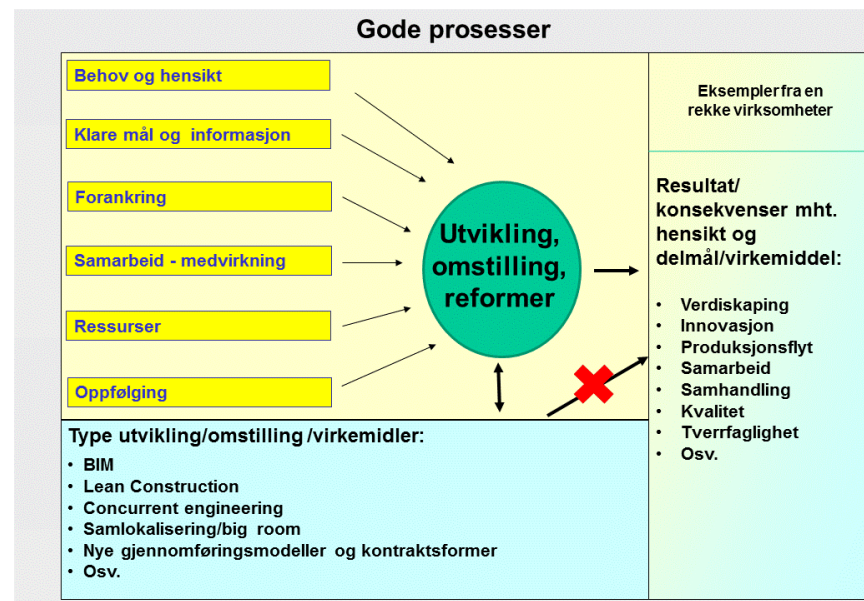 Gode prosesser
Behov og hensikt
Klare mål og informasjon
Forankring
Samarbeid - medvirkning
Ressurser
Oppfølging
Utvikling,
omstilling,
reformer
Eksempler fra en
rekke virksomheter
Resultat/
konsekvenser mht.
hensikt og
delmål/virkemiddel:
• Verdiskaping
• Innovasjon
• Produksjonsflyt
• Samarbeid
• Samhandling
• Kvalitet
• Tverrfaglighet
• Osv.
Type utvikling/omstilling /virkemidler:
• BIM
• Lean Construction
• Concurrent engineering
• Samlokalisering/big room
• Nye gjennomføringsmodeller og kontraktsformer
• Osv.